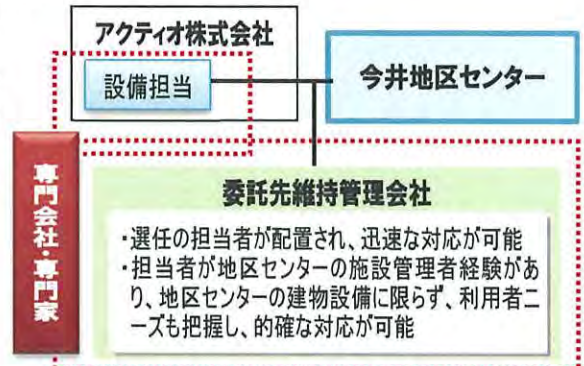 アクティオ株式会社
設備担当
今井地区センター
専門会社・専門家
委託先維持管理会社
・選任の担当者が配置され、迅速な対応が可能
・担当者が地区センターの施設管理者経験があ
り、地区センターの建物設備に限らず、利用者ニ
ーズも把握し、的確な対応が可能